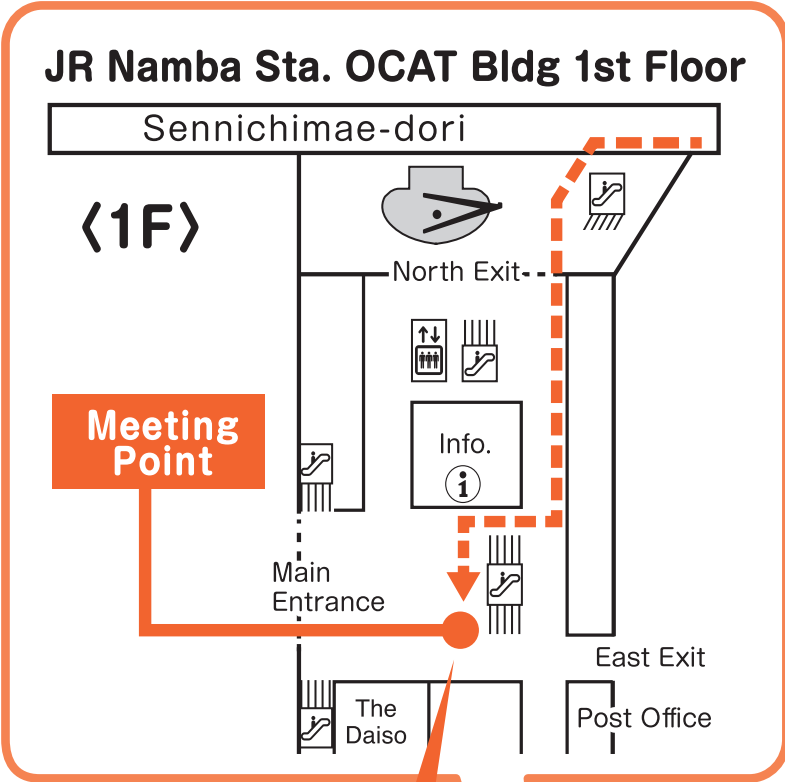 JR Namba Sta. OCAT Bldg 1st Floor
Sennichimae-dori
〈1F〉
North Exit
Meeting
Point
Info.
i
Main
Entrance
East Exit
The
Daiso
Post Office